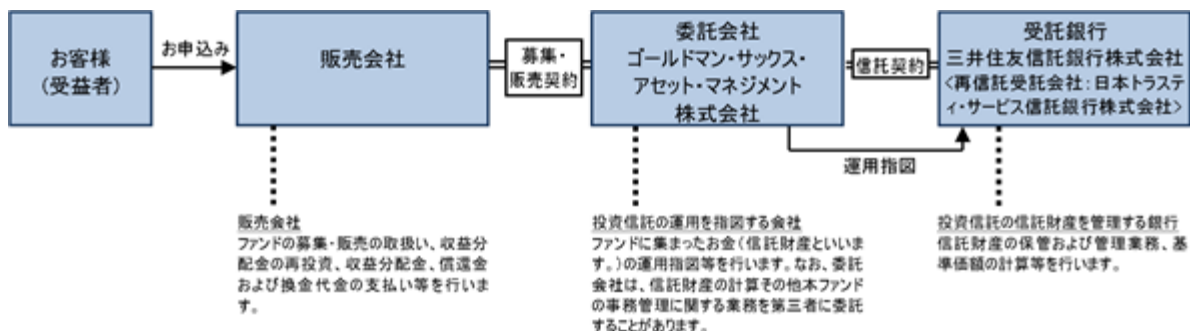 お客様
(受益者)
お申込み
販売会社
募集・
販売契約
委託会社
ゴールドマン・サックス・
アセット・マネジメント
株式会社
信託契約
受託銀行
三井住友信託銀行株式会社
<再信託受託会社:日本トラステ
ィ・サービス信託銀行株式会社>
運用指図
販売会社
ファンドの募集・販売の取扱い、収益分
配金の再投資、収益分配金、償還金
および換金代金の支払い等を行いま
す。
投資信託の運用を指図する会社
ファンドに集まったお金(信託財産といいま
す。)の運用指図等を行います。なお、委託
会社は、信託財産の計算その他本ファンド
の事務管理に関する業務を第三者に委託
することがあります。
投資信託の信託財産を管理する銀行
信託財産の保管および管理業務、基
準価額の計算等を行います。